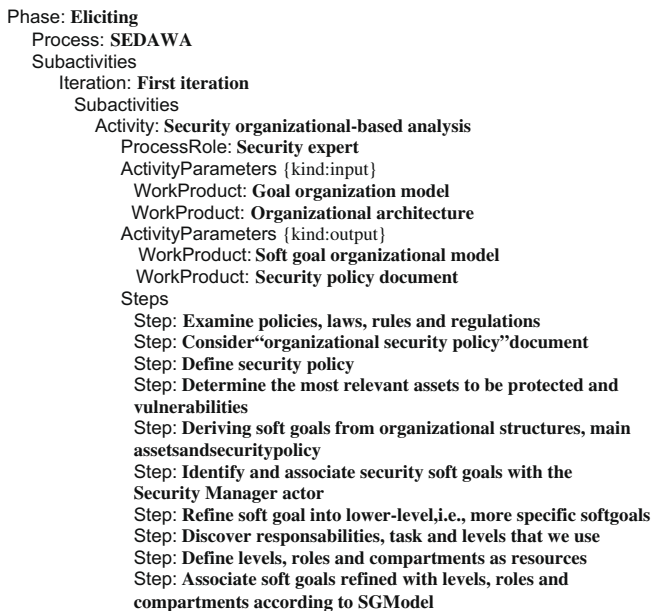 Phase: Eliciting
Process: SEDAWA
Subactivities
Iteration: First iteration
Subactivities
Activity: Security organizational-based analysis
ProcessRole: Security expert
ActivityParameters {kind:input}
WorkProduct: Goal organization model
WorkProduct: Organizational architecture
ActivityParameters {kind:output}
WorkProduct: Soft goal organizational model
WorkProduct: Security policy document
Steps
Step: Examine policies, laws, rules and regulations
Step: Consider“organizational security policy”document
Step: Define security policy
Step: Determine the most relevant assets to be protected and
vulnerabilities
Step: Deriving soft goals from organizational structures, main
assetsandsecuritypolicy
Step: Identify and associate security soft goals with the
Security Manager actor
Step: Refine soft goal into lower-level,i.e., more specific softgoals
Step: Discover responsabilities, task and levels that we use
Step: Define levels, roles and compartments as resources
Step: Associate soft goals refined with levels, roles and
compartments according to SGModel